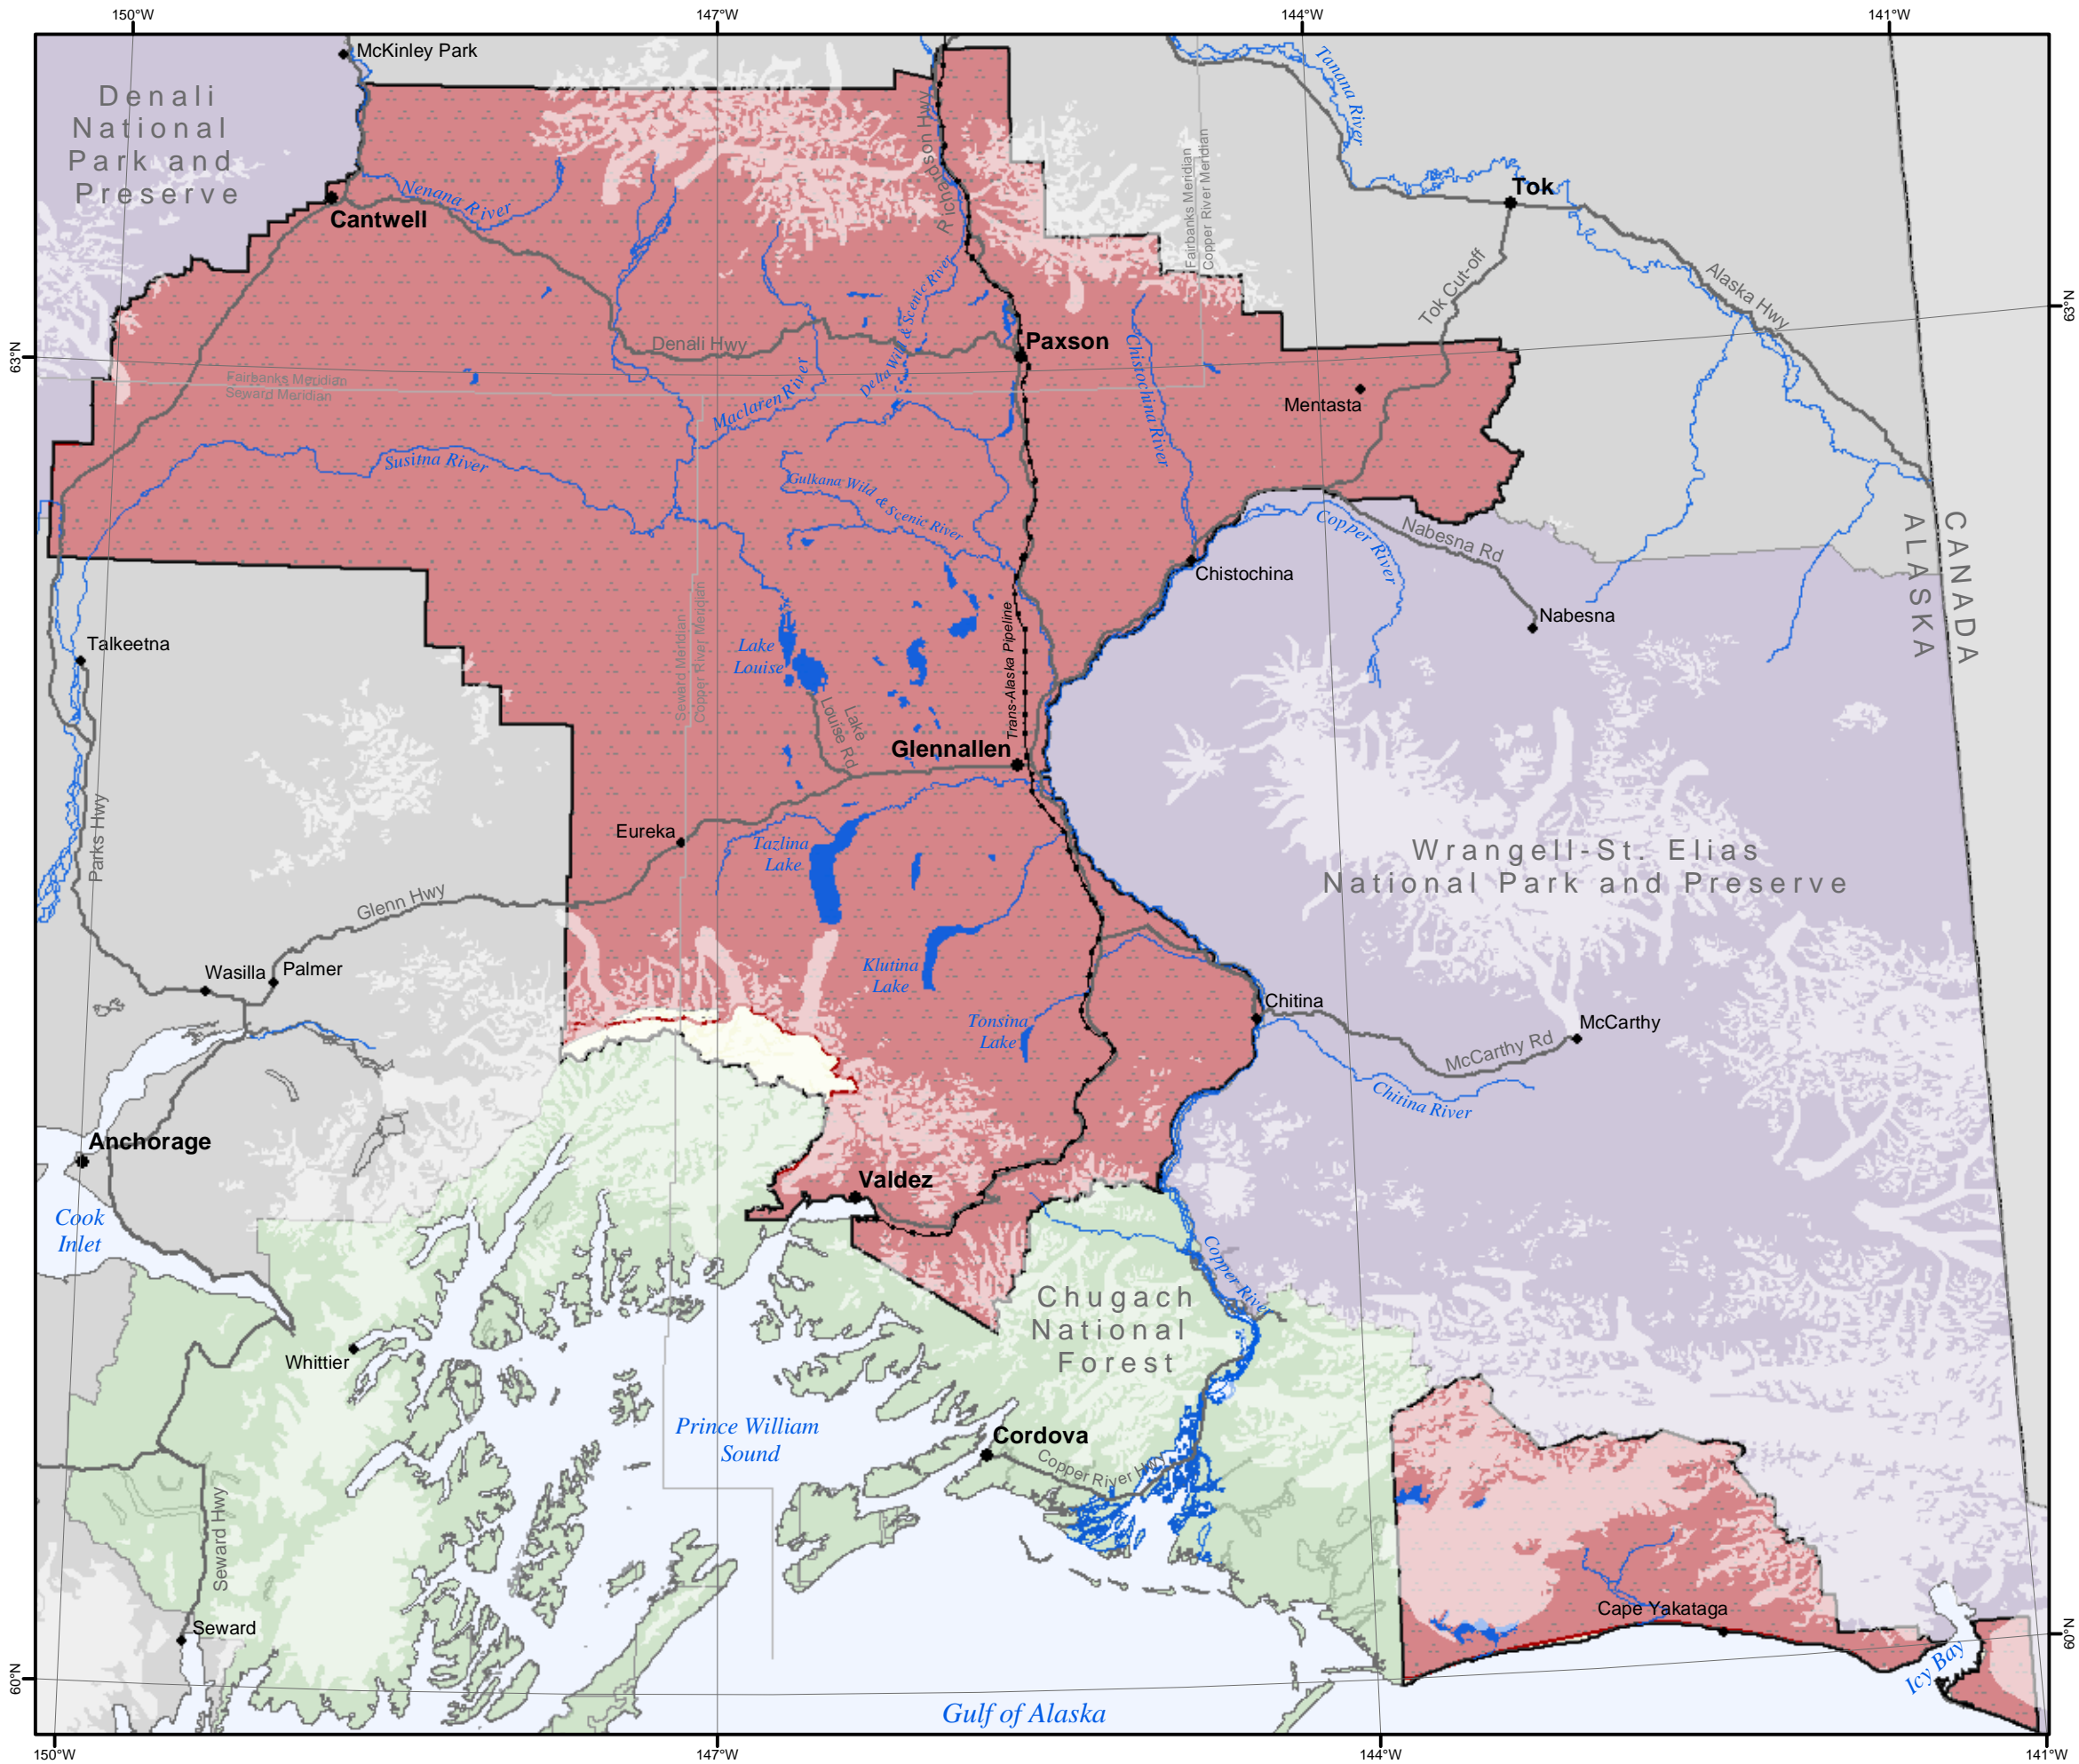 150°W
147°W
144°W
141°W
McKinley Park
Denali
National
Park and
Preserve
Cantwell
Nenana River
Richardson Hwy
Fairbanks Meridian
Copper River Meridian
Tanana River
Tok
Tok Cut-off
Alaska Hwy
63°N
63°N
Denali Hwy
Delta Wild & Scenic River
Paxson
Chistochina River
Mentasta
Fairbanks Meridian
Seward Meridian
Maclaren River
Susitna River
Gulkana Wild & Scenic River
Copper River
Nabesna Rd
Chistochina
Nabesna
ALASKA
CANADA
Talkeetna
Lake
Louise
Seward Meridian
Copper River Meridian
Lake
Louise Rd
Trans-Alaska Pipeline
Glennallen
Parks Hwy
Eureka
Tazlina
Lake
Glenn Hwy
Wrangell-St. Elias
National Park and Preserve
Wasilla
Palmer
Klutina
Lake
Tonsina
Lake
Chitina
McCarthy
McCarthy Rd
Chitina River
Anchorage
Valdez
Cook
Inlet
Copper River
Chugach
National
Forest
Whittier
Prince William
Sound
Cordova
Copper River Hwy
Seward Hwy
Seward
Cape Yakataga
Icy Bay
60°N
60°N
Gulf of Alaska
150°W
147°W
144°W
141°W